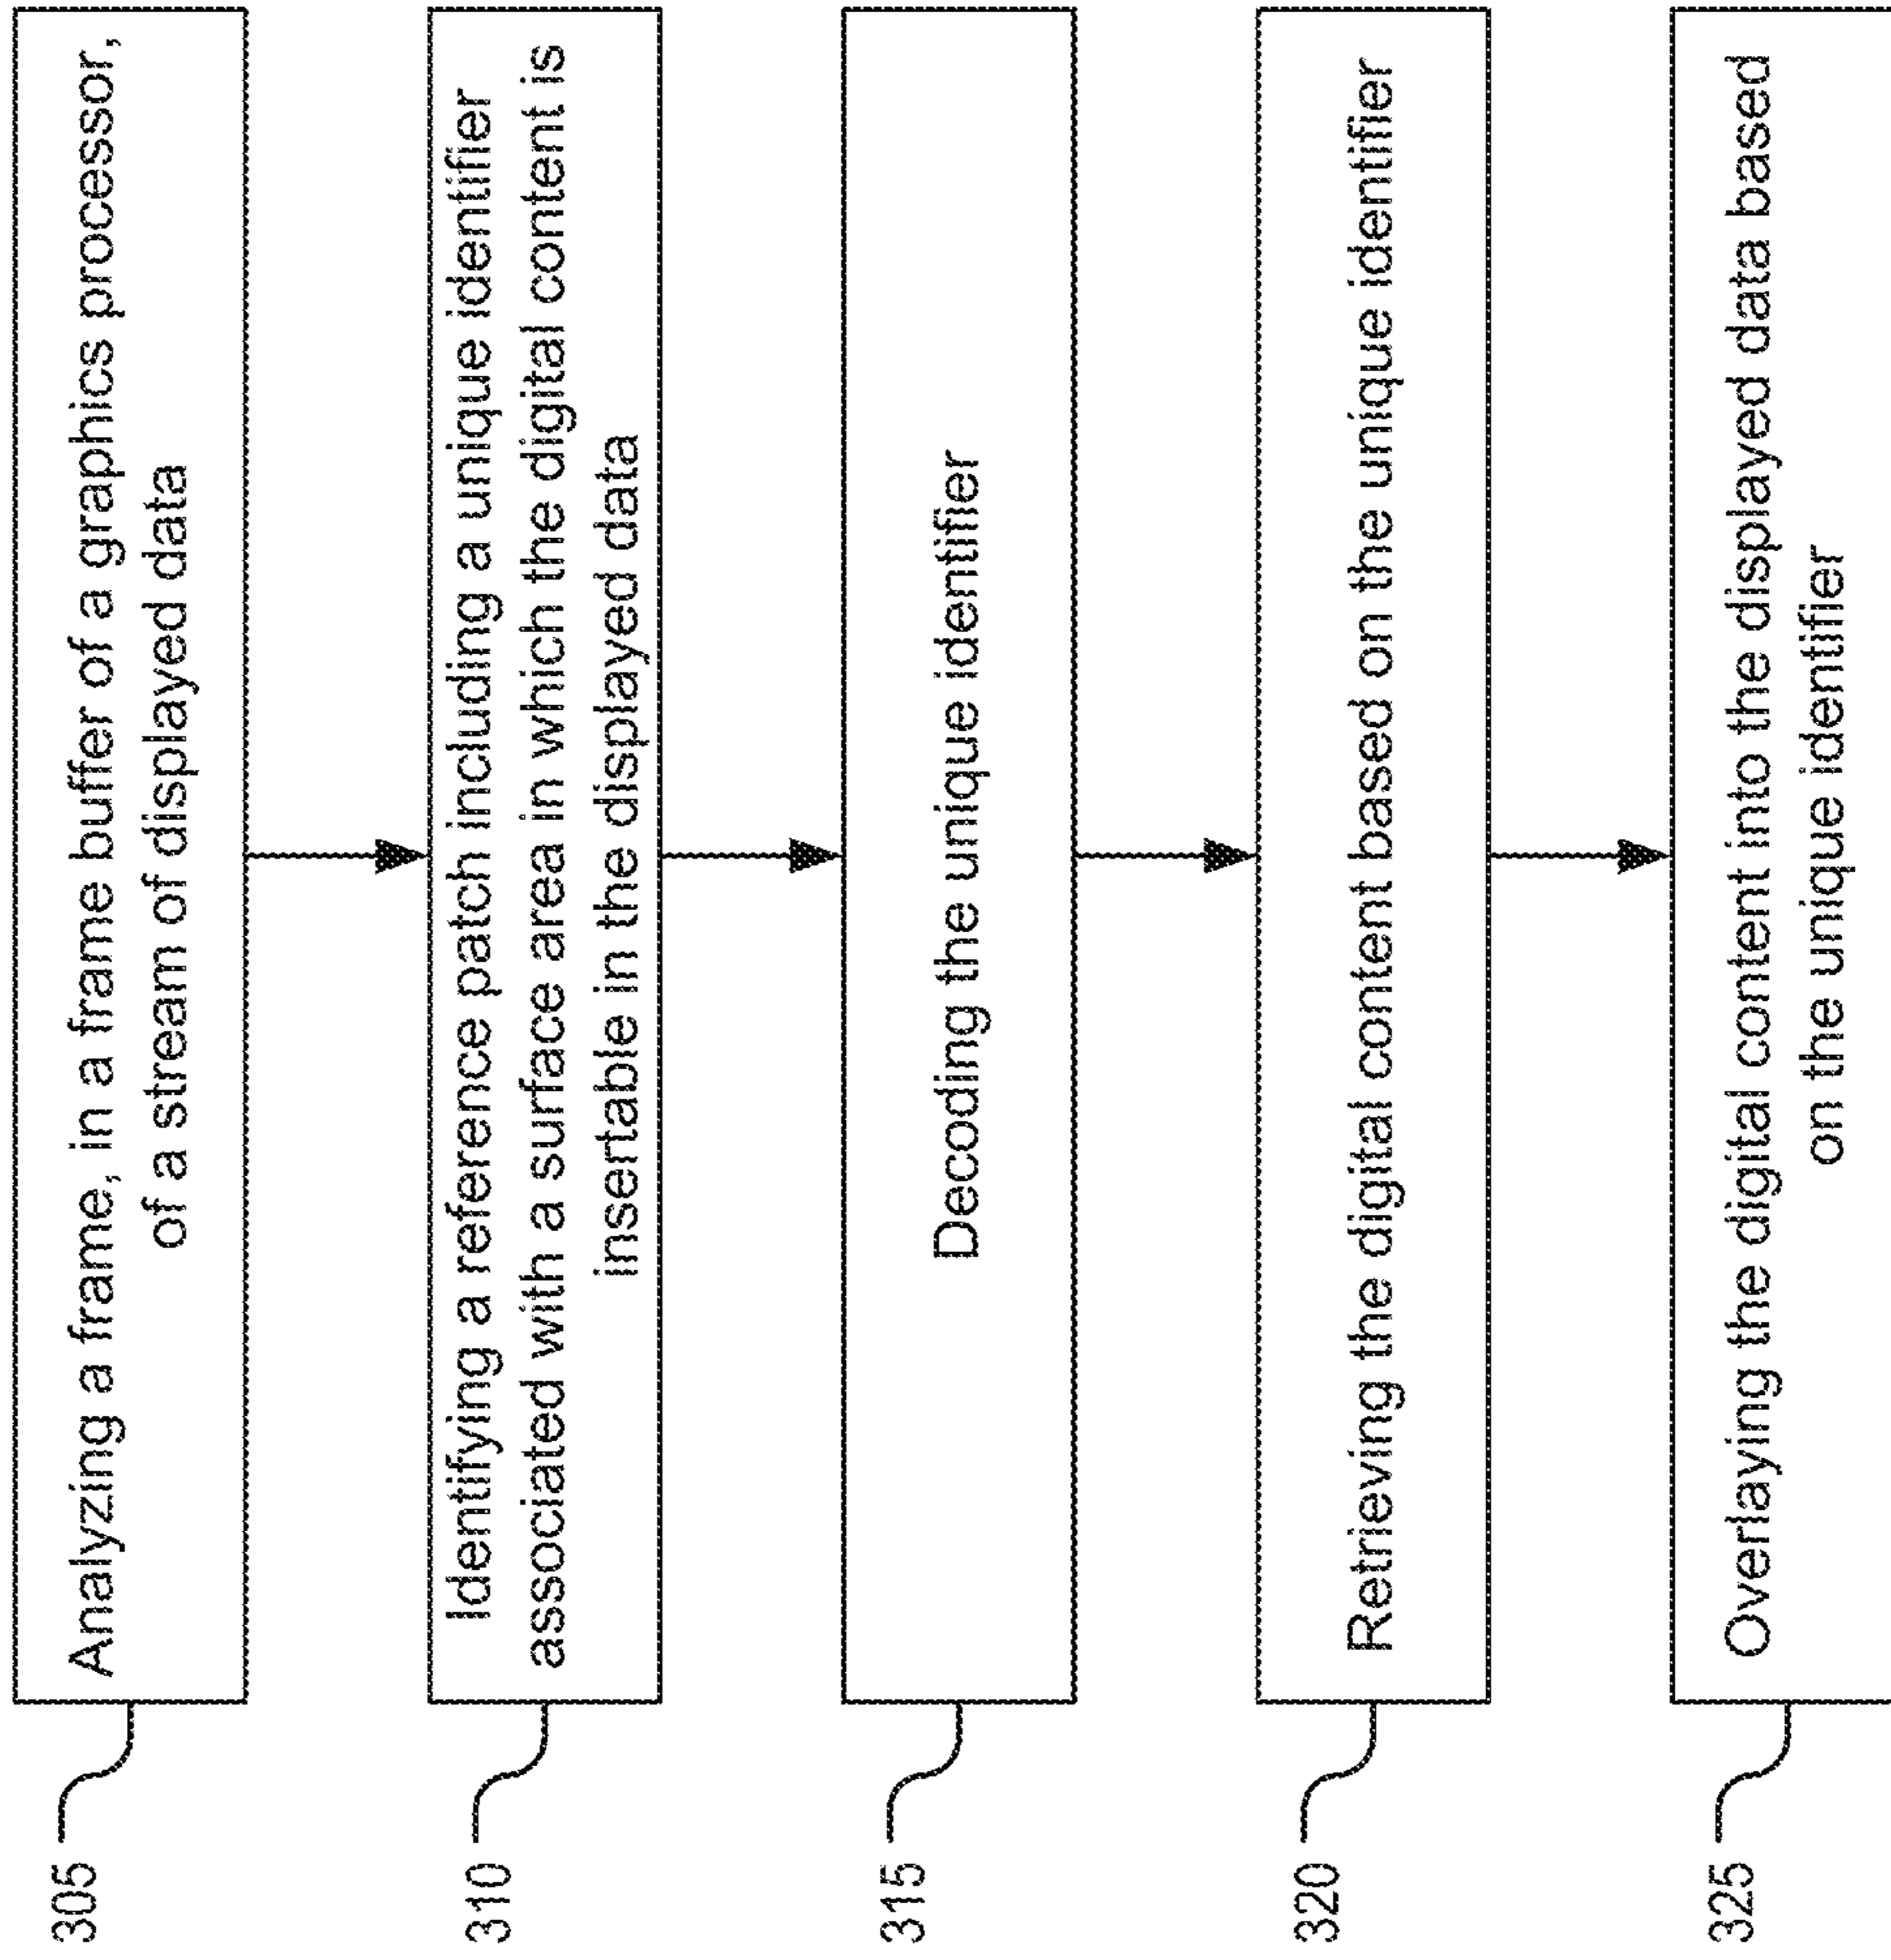 305
Analyzing a frame, in a frame buffer of a graphics processor,
of a stream of displayed data
310
Identifying a reference patch including a unique identifier
associated with a surface area in which the digital content is
insertable in the displayed data
315
Decoding the unique identifier
320
Retrieving the digital content based on the unique identifier
325
Overlaying the digital content into the displayed data based
on the unique identifier